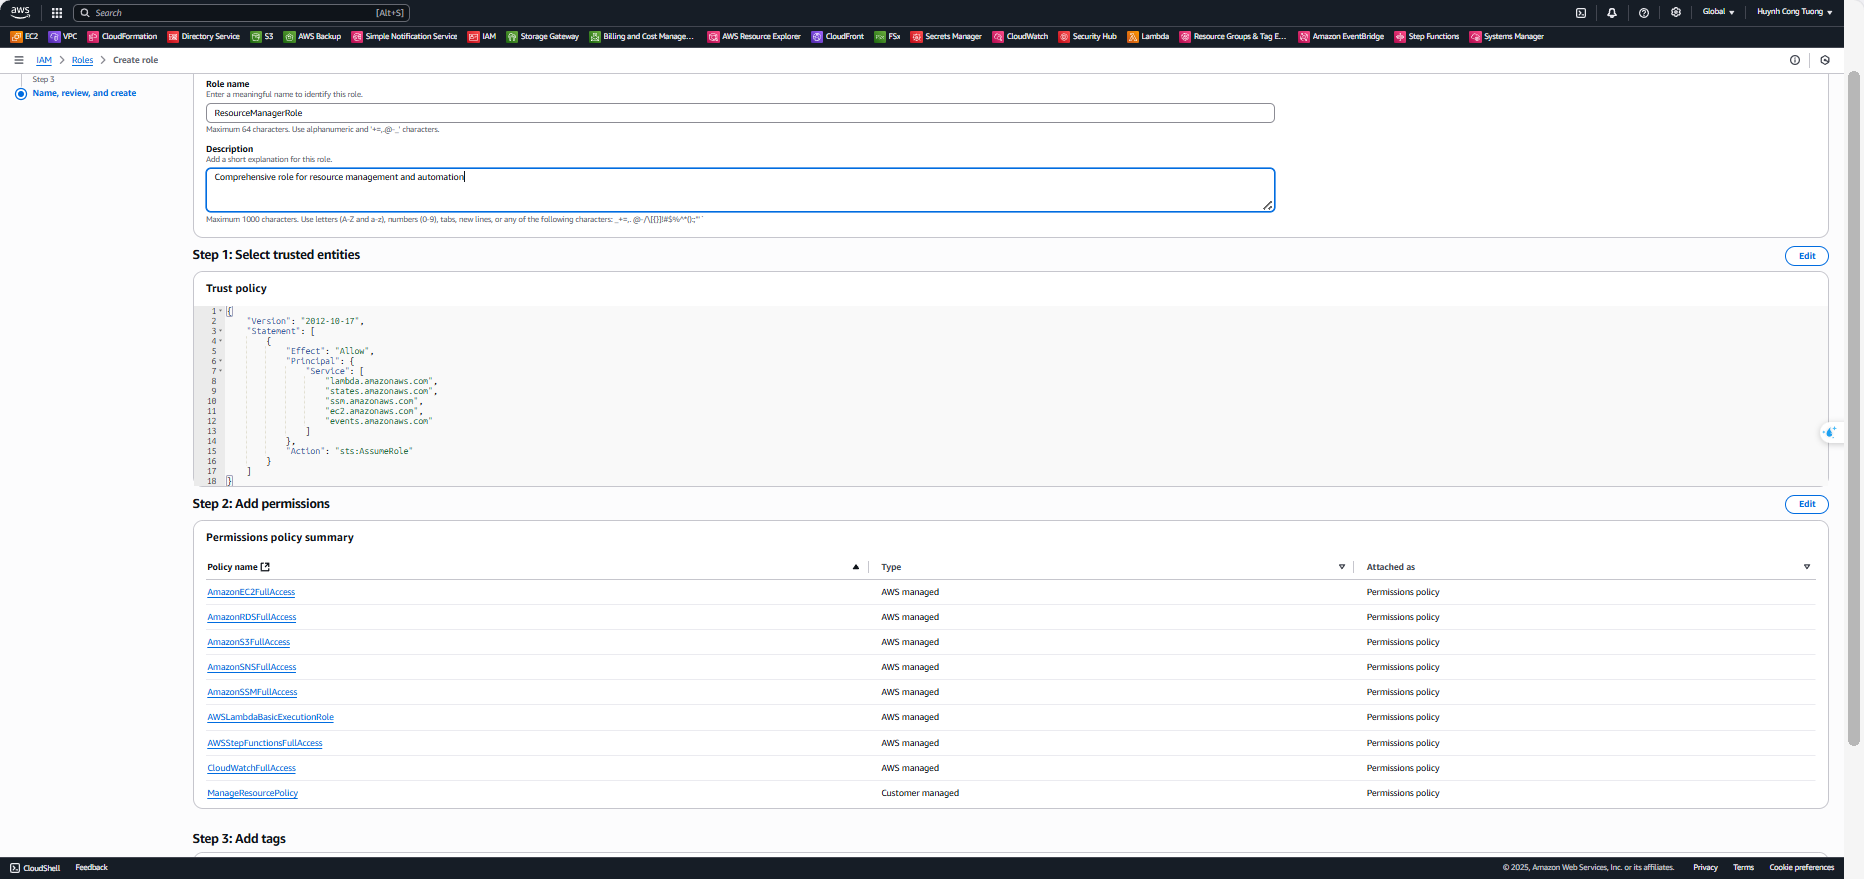 aws
Search
[Alt+S]
Global
Huynh Cong Tuong
EC2 VPC CloudFormation Directory Service S3 AWS Backup Simple Notification Service IAM Storage Gateway Billing and Cost Manage... AWS Resource Explorer CloudFront FSx Secrets Manager CloudWatch Security Hub Lambda Resource Groups & Tag E... Amazon EventBridge Step Functions Systems Manager
IAM > Roles > Create role
Step 3
Name, review, and create
Role name
Enter a meaningful name to identify this role.
ResourceManagerRole
Maximum 64 characters. Use alphanumeric and '+=,.@-_' characters.
Description
Add a short explanation for this role.
Comprehensive role for resource management and automation
Maximum 1000 characters. Use letters (A-Z and a-z), numbers (0-9), tabs, new lines, or any of the following characters:
Step 1: Select trusted entities
Edit
Trust policy
1 {
2 "Version": "2012-10-17",
3 "Statement": [
4 {
5 "Effect": "Allow",
6 "Principal": {
7 "Service": [
8 "lambda.amazonaws.com",
9 "states.amazonaws.com",
10 "ssm.amazonaws.com",
11 "ec2.amazonaws.com",
12 "events.amazonaws.com"
13 ]
14 },
15 "Action": "sts:AssumeRole"
16 }
17 ]
18 }
Step 2: Add permissions
Edit
Permissions policy summary
Policy name Type Attached as
AmazonEC2FullAccess AWS managed Permissions policy
AmazonRDSFullAccess AWS managed Permissions policy
AmazonS3FullAccess AWS managed Permissions policy
AmazonSNSFullAccess AWS managed Permissions policy
AmazonSSMFullAccess AWS managed Permissions policy
AWSLambdaBasicExecutionRole AWS managed Permissions policy
AWSStepFunctionsFullAccess AWS managed Permissions policy
CloudWatchFullAccess AWS managed Permissions policy
ManageResourcePolicy Customer managed Permissions policy
Step 3: Add tags
CloudShell Feedback © 2025, Amazon Web Services, Inc. or its affiliates. Privacy Terms Cookie preferences